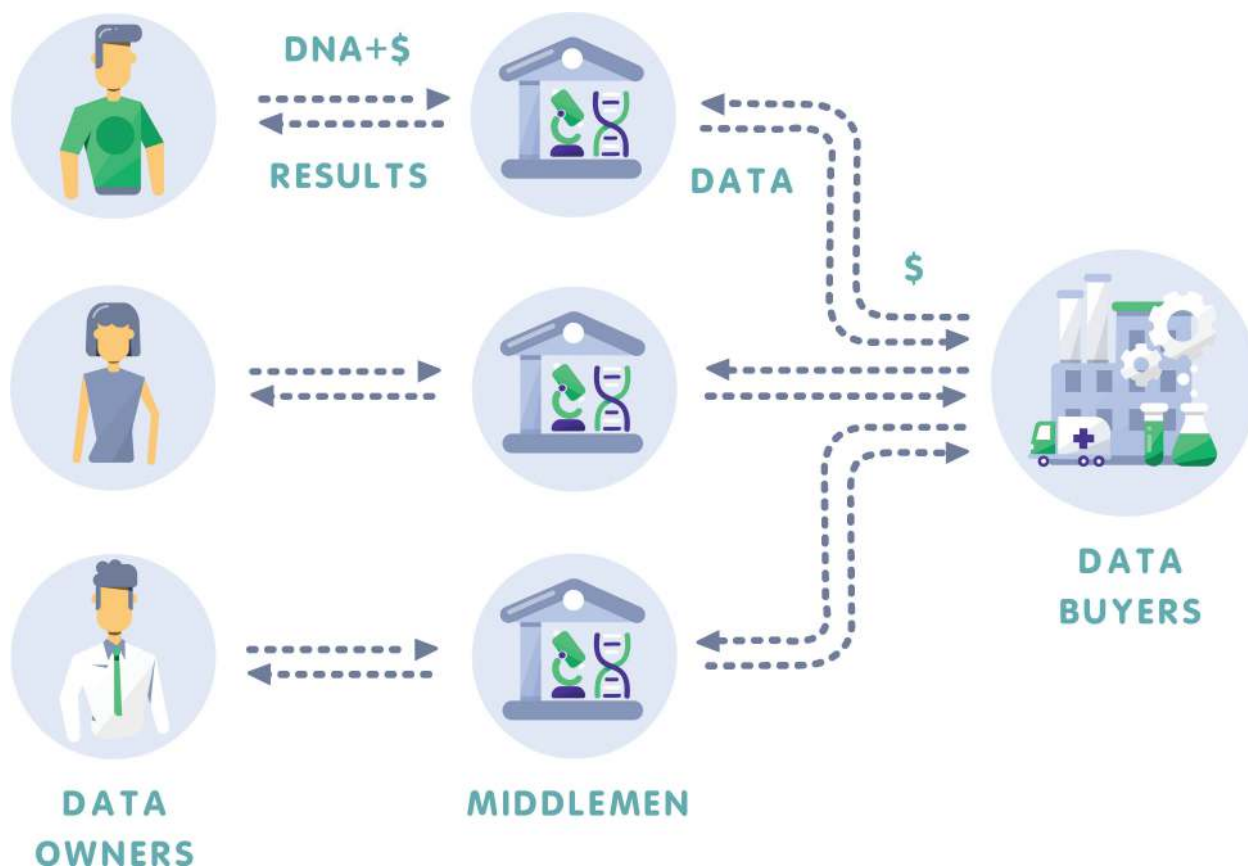 DNA+$
RESULTS
DATA
$
DATA
BUYERS
DATA
OWNERS
MIDDLEMEN